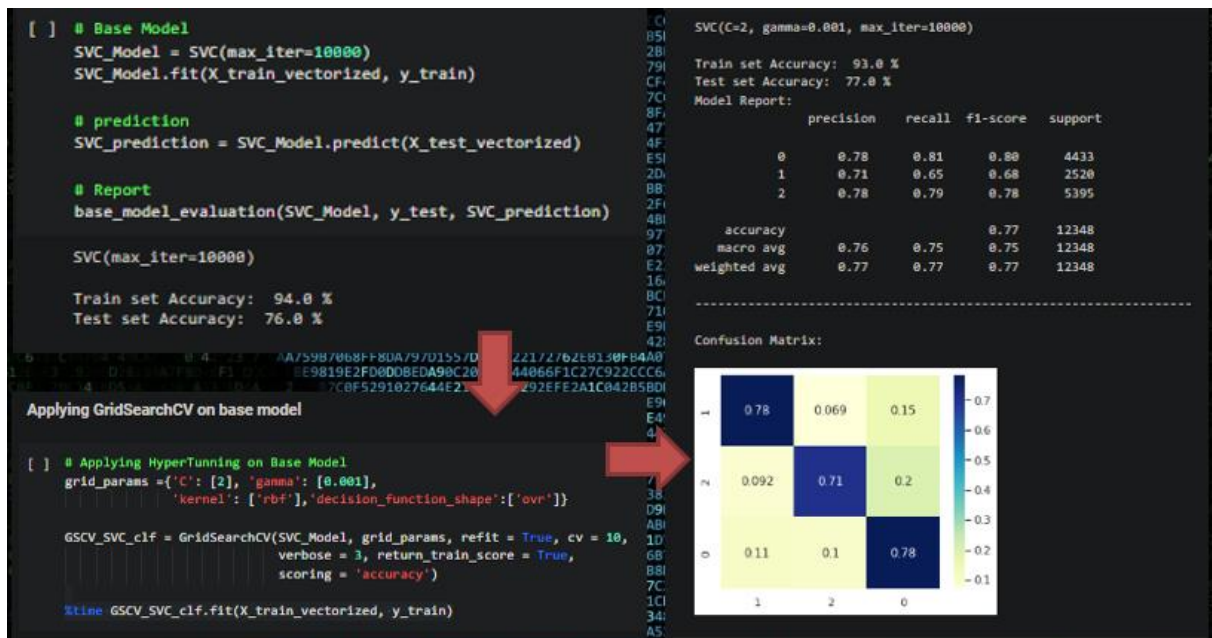 [ ] # Base Model
SVC_Model = SVC(max_iter=10000)
SVC_Model.fit(X_train_vectorized, y_train)
# prediction
SVC_prediction = SVC_Model.predict(X_test_vectorized)
# Report
base_model_evaluation(SVC_Model, y_test, SVC_prediction)
SVC(max_iter=10000)
Train set Accuracy: 94.0 %
Test set Accuracy: 76.0 %
Applying GridSearchCV on base model
[ ] # Applying HyperTunning on Base Model
grid_params ={'C': [2], 'gamma': [0.001],
'kernel': ['rbf'],'decision_function_shape':['ovr']}
GSCV_SVC_clf = GridSearchCV(SVC_Model, grid_params, refit = True, cv = 10,
verbose = 3, return_train_score = True,
scoring = 'accuracy')
%time GSCV_SVC_clf.fit(X_train_vectorized, y_train)
SVC(C=2, gamma=0.001, max_iter=10000)
Train set Accuracy: 93.0 %
Test set Accuracy: 77.0 %
Model Report:
precision recall f1-score support
0 0.78 0.81 0.80 4433
1 0.71 0.65 0.68 2520
2 0.78 0.79 0.78 5395
accuracy 0.77 12348
macro avg 0.76 0.75 0.75 12348
weighted avg 0.77 0.77 0.77 12348
Confusion Matrix:
1 0.78 0.069 0.15
2 0.092 0.71 0.2
0 0.11 0.1 0.78
1 2 0
0.7
0.6
0.5
0.4
0.3
0.2
0.1